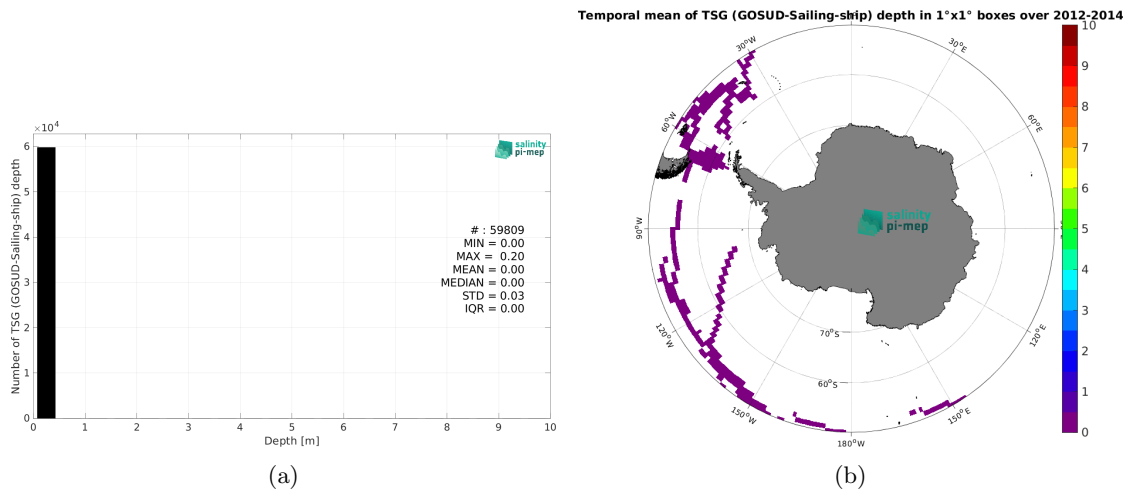 ×10^4
6
5
4
3
2
1
0
Number of TSG (GOSUD-Sailing-ship) depth
salinity
pi-mep
# : 59809
MIN = 0.00
MAX = 0.20
MEAN = 0.00
MEDIAN = 0.00
STD = 0.03
IQR = 0.00
0 1 2 3 4 5 6 7 8 9 10
Depth [m]
(a)
Temporal mean of TSG (GOSUD-Sailing-ship) depth in 1°x1° boxes over 2012-2014
30°W
30°E
60°W
60°E
90°W
salinity
pi-mep
120°W
120°E
70°S
60°S
150°W
150°E
180°W
10
9
8
7
6
5
4
3
2
1
0
(b)